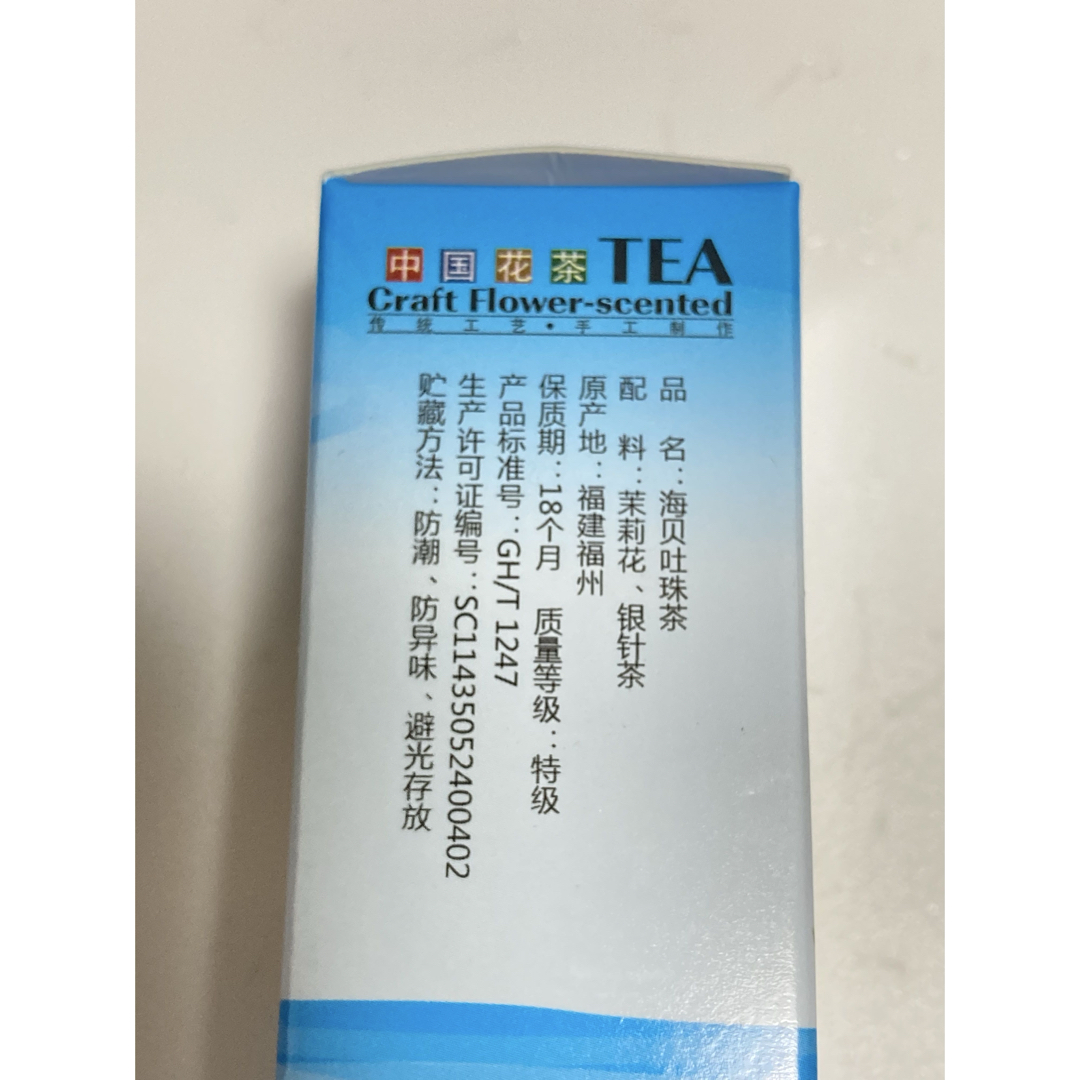 中国花茶 TEA
Craft Flower-scented
传统工艺·手工制作
品 名：海贝吐珠茶
配 料：茉莉花、银针茶
原产地：福建福州
保质期：18个月 质量等级：特级
产品标准号：GH/T 1247
生产许可证编号：SC11435052400402
贮藏方法：防潮、防异味、避光存放